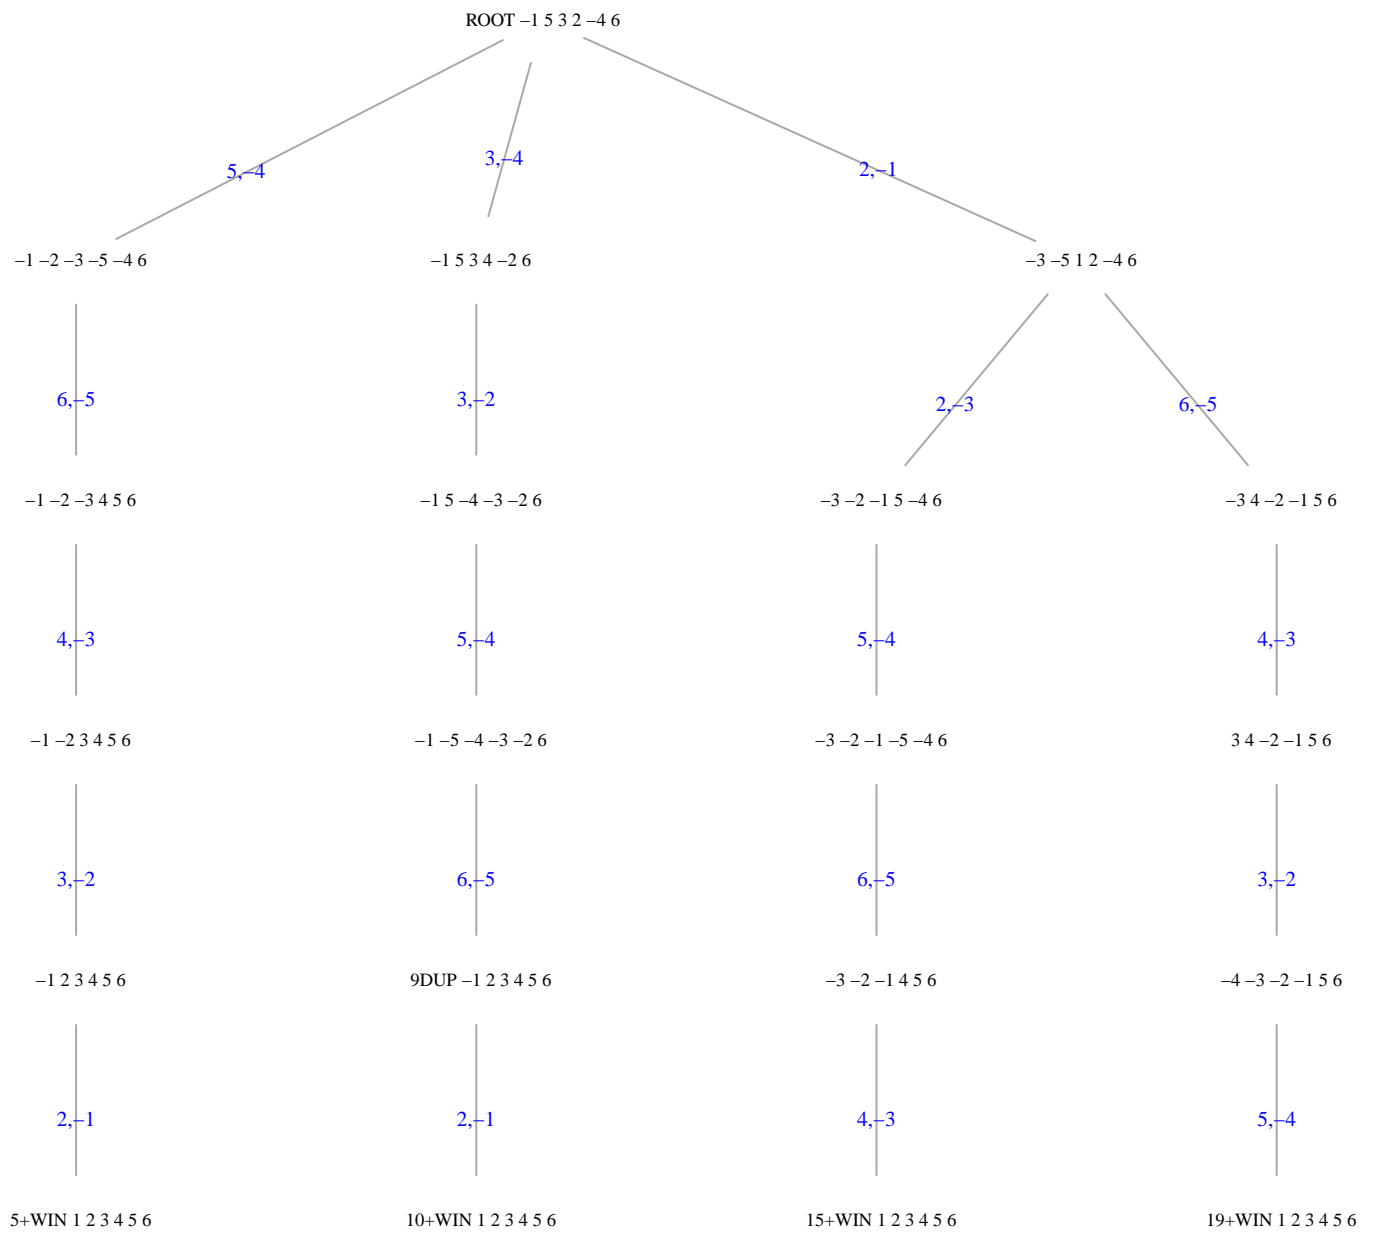 ROOT –1 5 3 2 –4 6
5,–4
3,–4
2,–1
–1 –2 –3 –5 –4 6
–1 5 3 4 –2 6
–3 –5 1 2 –4 6
6,–5
3,–2
2,–3
6,–5
–1 –2 –3 4 5 6
–1 5 –4 –3 –2 6
–3 –2 –1 5 –4 6
–3 4 –2 –1 5 6
4,–3
5,–4
5,–4
4,–3
–1 –2 3 4 5 6
–1 –5 –4 –3 –2 6
–3 –2 –1 –5 –4 6
3 4 –2 –1 5 6
3,–2
6,–5
6,–5
3,–2
–1 2 3 4 5 6
9DUP –1 2 3 4 5 6
–3 –2 –1 4 5 6
–4 –3 –2 –1 5 6
2,–1
2,–1
4,–3
5,–4
5+WIN 1 2 3 4 5 6
10+WIN 1 2 3 4 5 6
15+WIN 1 2 3 4 5 6
19+WIN 1 2 3 4 5 6